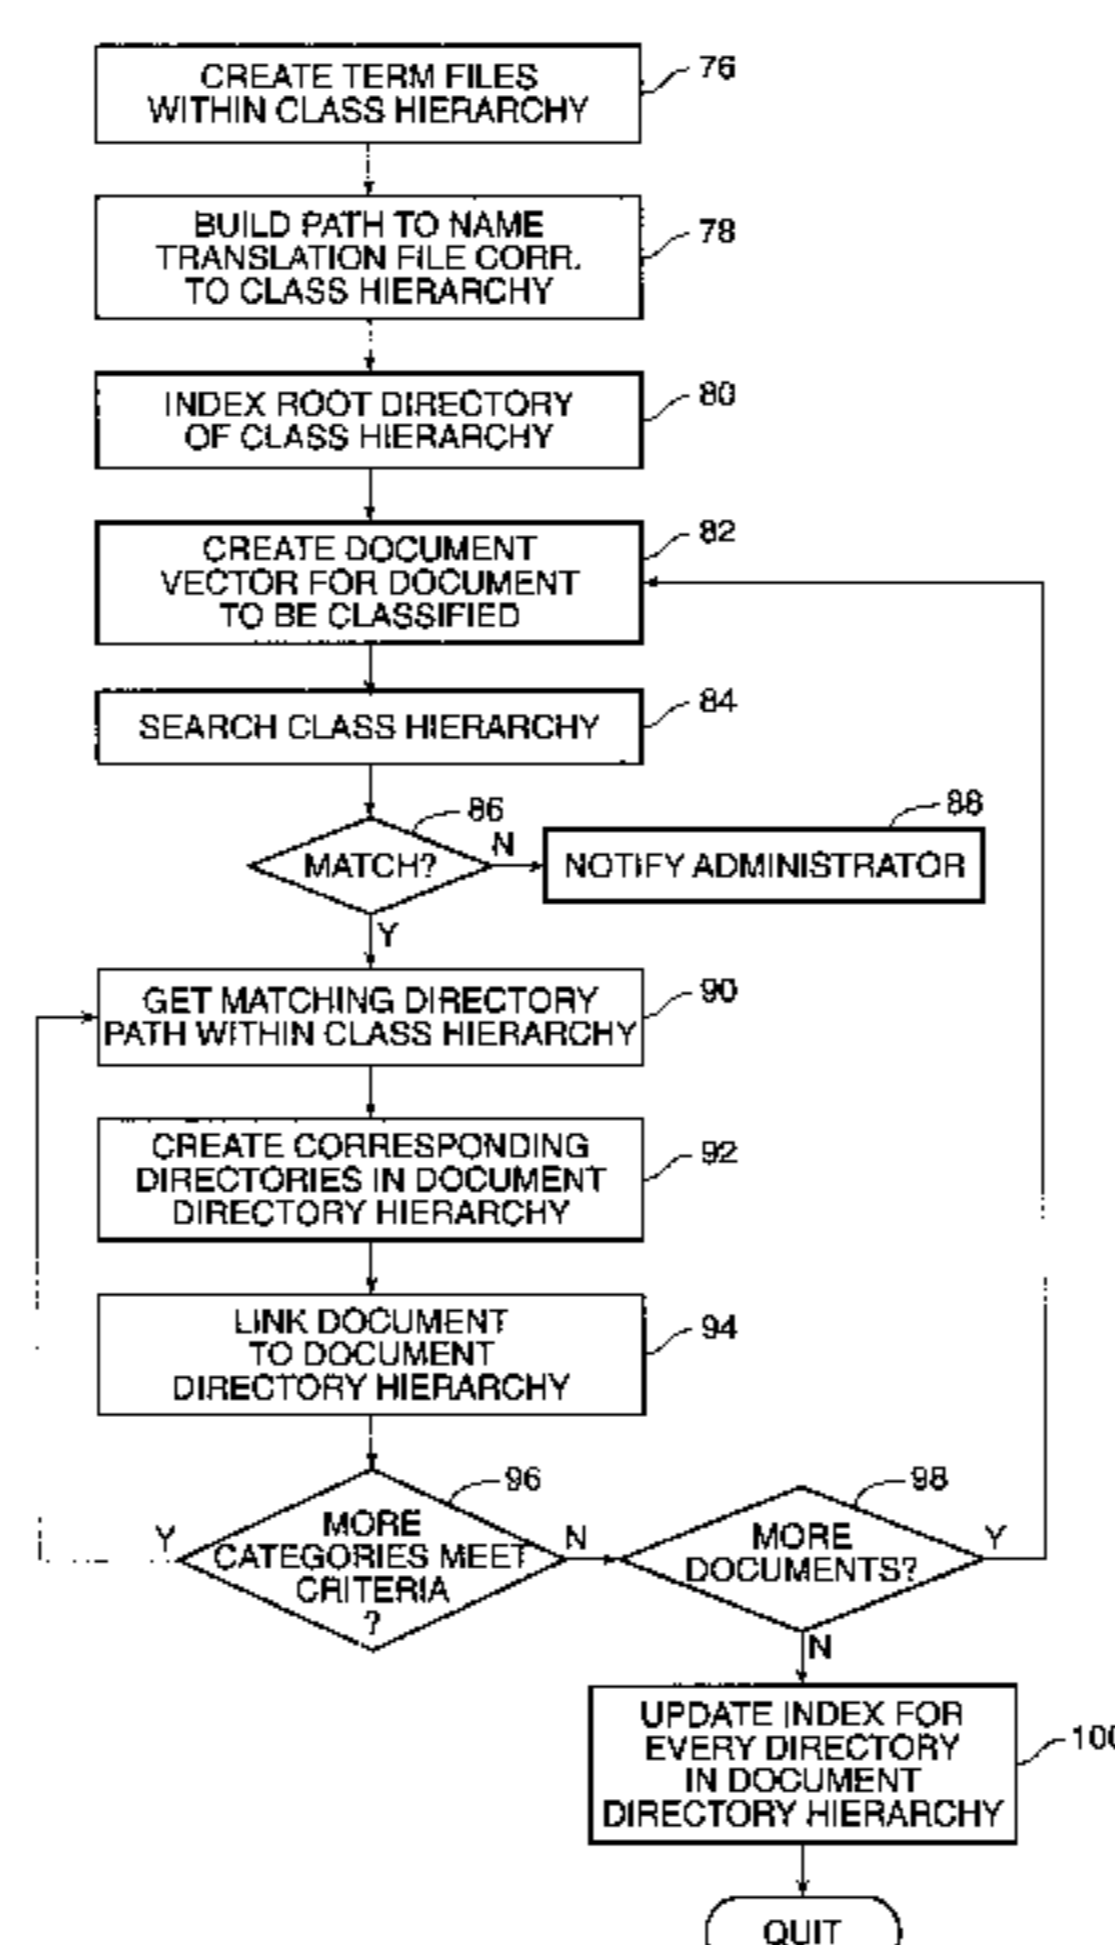 CREATE TERM FILES
WITHIN CLASS HIERARCHY
76
BUILD PATH TO NAME
TRANSLATION FILE CORR.
TO CLASS HIERARCHY
78
INDEX ROOT DIRECTORY
OF CLASS HIERARCHY
80
CREATE DOCUMENT
VECTOR FOR DOCUMENT
TO BE CLASSIFIED
82
SEARCH CLASS HIERARCHY
84
MATCH?
86
N
NOTIFY ADMINISTRATOR
88
Y
GET MATCHING DIRECTORY
PATH WITHIN CLASS HIERARCHY
90
CREATE CORRESPONDING
DIRECTORIES IN DOCUMENT
DIRECTORY HIERARCHY
92
LINK DOCUMENT
TO DOCUMENT
DIRECTORY HIERARCHY
94
Y
MORE
CATEGORIES MEET
CRITERIA
?
96
N
MORE
DOCUMENTS?
98
Y
N
UPDATE INDEX FOR
EVERY DIRECTORY
IN DOCUMENT
DIRECTORY HIERARCHY
100
QUIT